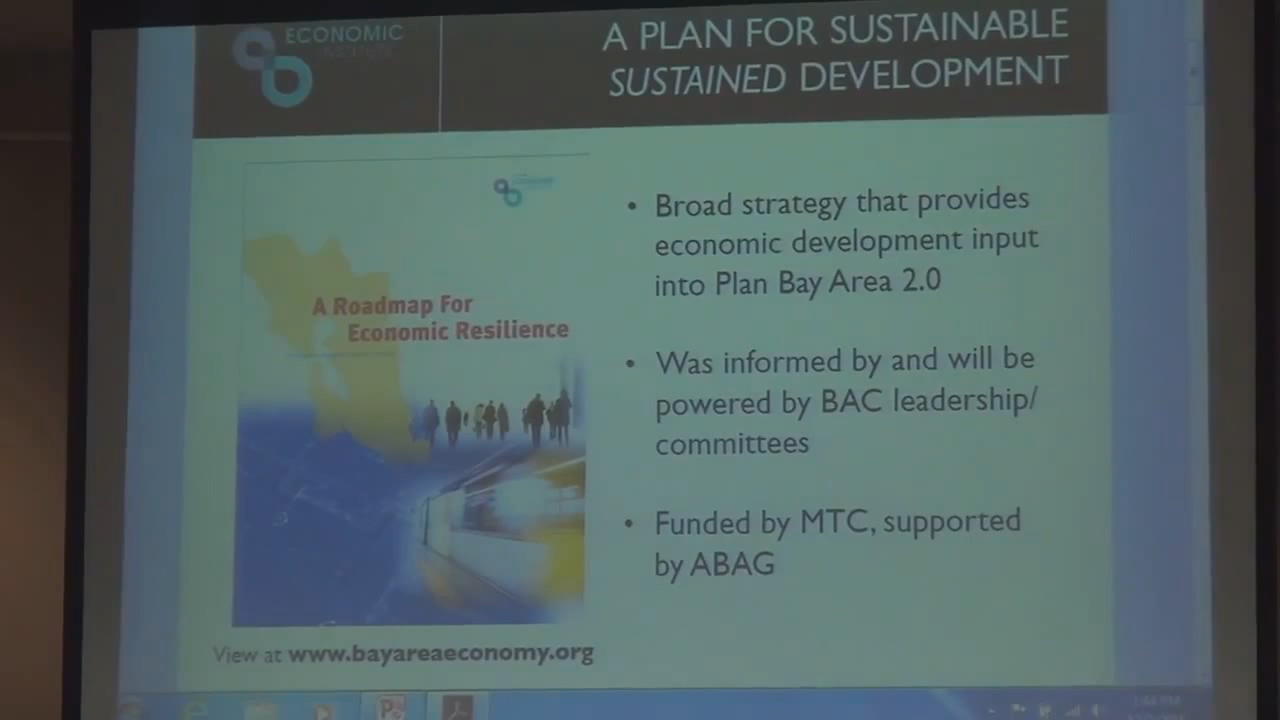 ECONOMIC
A PLAN FOR SUSTAINABLE
SUSTAINED DEVELOPMENT
A Roadmap For
Economic Resilience
View at www.bayareaeconomy.org
• Broad strategy that provides
economic development input
into Plan Bay Area 2.0
• Was informed by and will be
powered by BAC leadership/
committees
• Funded by MTC, supported
by ABAG